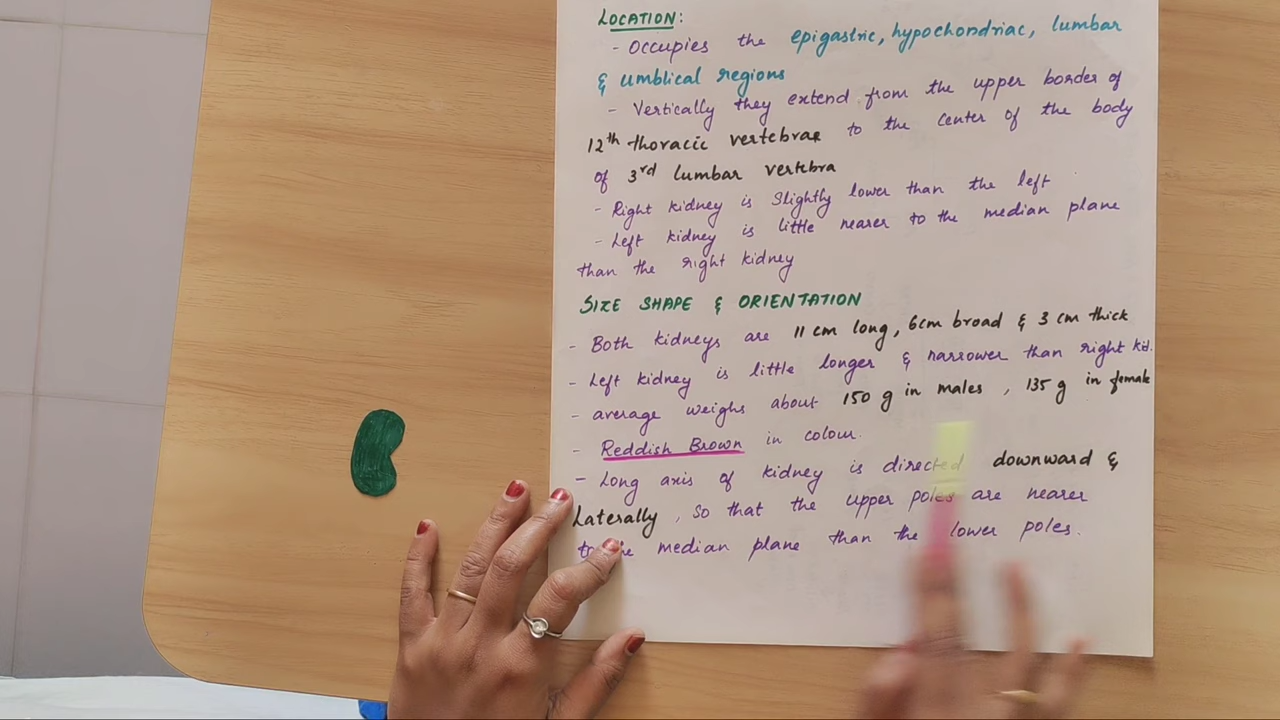 LOCATION:
- Occupies the epigastric, hypochondriac, lumbar
& umblical regions
- Vertically they extend from the upper border of
12th thoracic vertebrae to the center of the body
of 3rd lumbar vertebra
- Right kidney is slightly lower than the left
- Left kidney is little nearer to the median plane
than the right kidney
SIZE SHAPE & ORIENTATION
- Both kidneys are 11 cm long, 6cm broad & 3 cm thick
- Left kidney is little longer & narrower than right kid.
- average weighs about 150 g in males , 135 g in female
- Reddish Brown in colour.
- Long axis of kidney is directed downward &
Laterally, so that the upper poles are nearer
to the median plane than the lower poles.